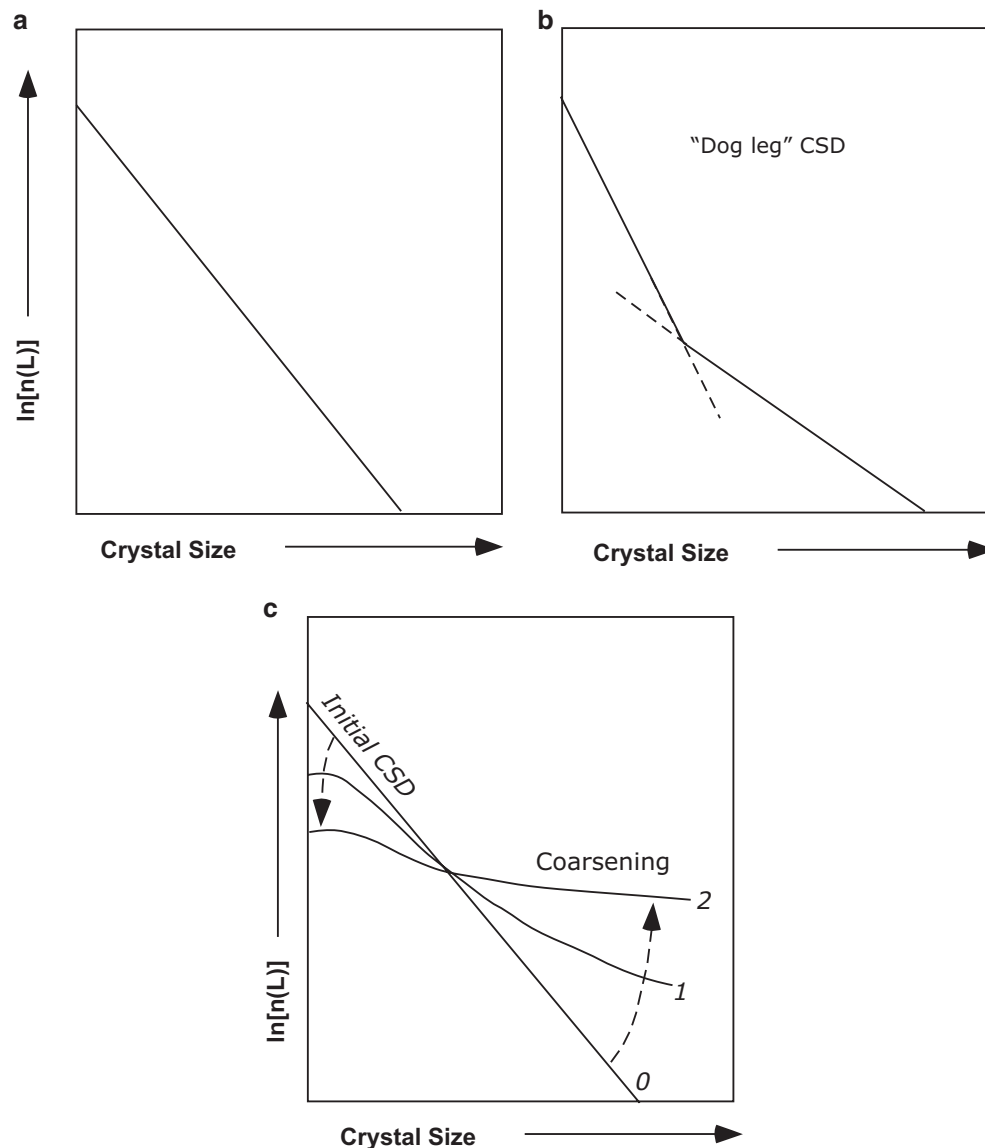 a
ln[n(L)]
Crystal Size
b
“Dog leg” CSD
Crystal Size
c
ln[n(L)]
Initial CSD
Coarsening
2
1
0
Crystal Size